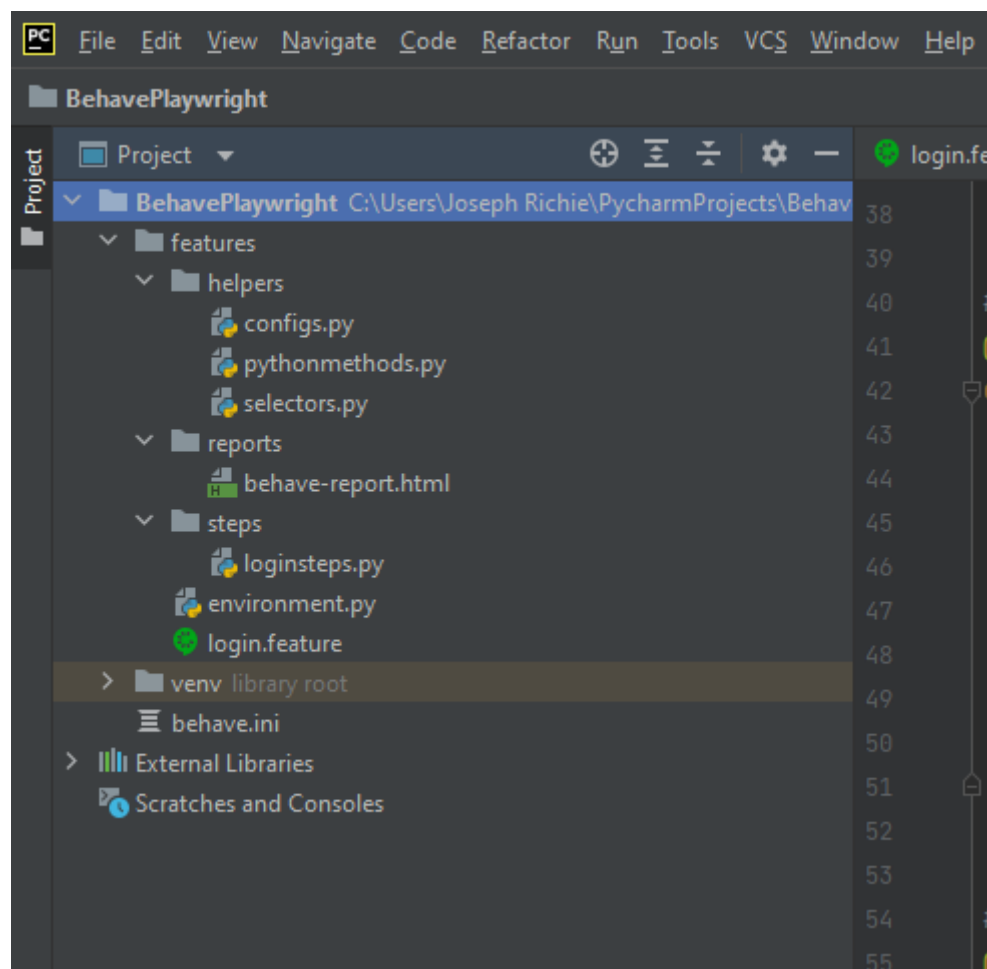 PC File Edit View Navigate Code Refactor Run Tools VCS Window Help
BehavePlaywright
Project
Project login.fe
BehavePlaywright C:\Users\Joseph Richie\PycharmProjects\Behav
features
helpers
configs.py
pythonmethods.py
selectors.py
reports
H behave-report.html
steps
loginsteps.py
environment.py
login.feature
venv library root
behave.ini
External Libraries
Scratches and Consoles
38
39
40
41
42
43
44
45
46
47
48
49
50
51
52
53
54
55